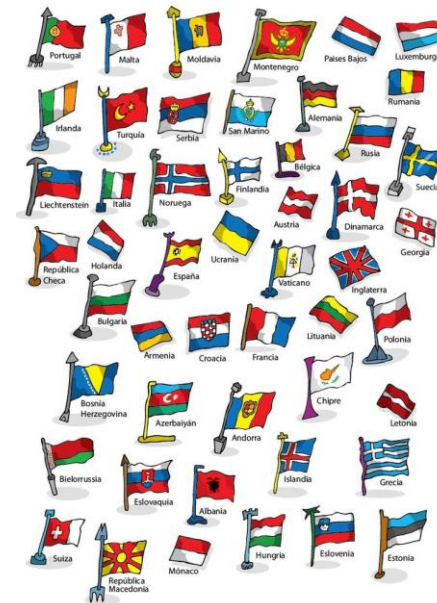 Portugal
Malta
Moldavia
Montenegro
Paises Bajos
Luxemburgo
Irlanda
Turquía
Serbia
San Marino
Alemania
Rumania
Rusia
Suecia
Liechtenstein
Italia
Noruega
Finlandia
Bélgica
Austria
Dinamarca
Georgia
República
Checa
Holanda
España
Ucrania
Vaticano
Inglaterra
Bulgaria
Armenia
Croacia
Francia
Lituania
Polonia
Bosnia
Herzegovina
Azerbaiyán
Andorra
Chipre
Letonia
Bielorrussia
Eslovaquia
Albania
Islandia
Grecia
Suiza
República
Macedonia
Mónaco
Hungria
Eslovenia
Estonia